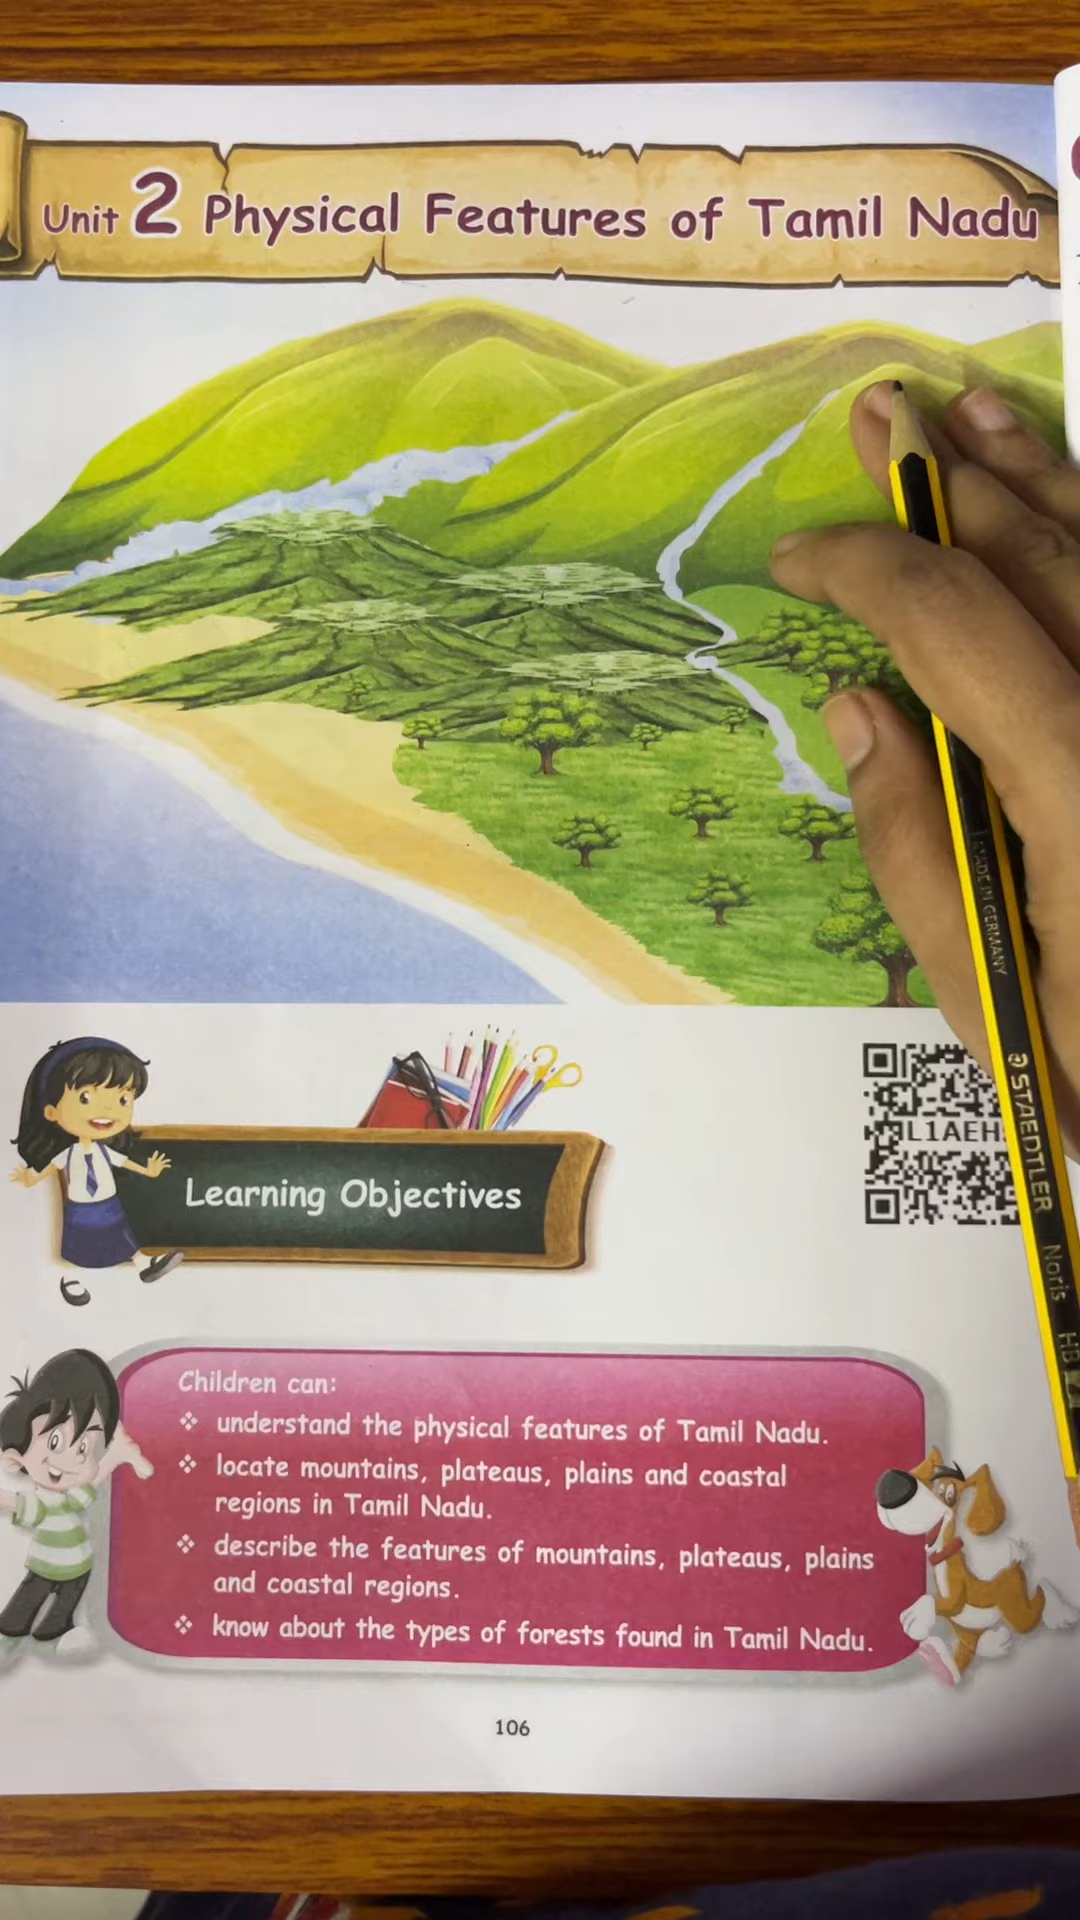 Unit 2 Physical Features of Tamil Nadu
L1AEH
Learning Objectives
Children can:
❖ understand the physical features of Tamil Nadu.
❖ locate mountains, plateaus, plains and coastal
regions in Tamil Nadu.
❖ describe the features of mountains, plateaus, plains
and coastal regions.
❖ know about the types of forests found in Tamil Nadu.
106
MADE IN GERMANY
STAEDTLER Noris HB